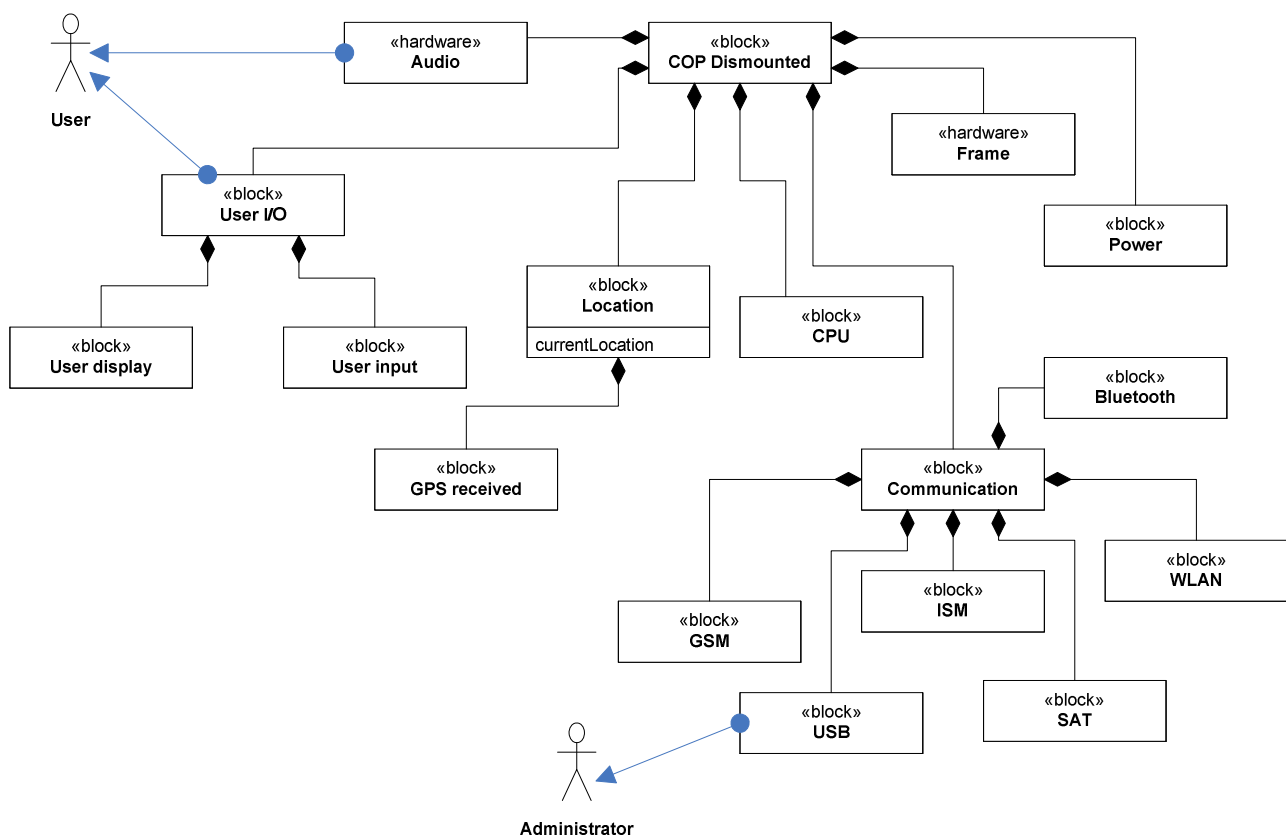 «hardware»
Audio
«block»
COP Dismounted
User
«hardware»
Frame
«block»
User I/O
«block»
Power
«block»
Location
currentLocation
«block»
CPU
«block»
User display
«block»
User input
«block»
Bluetooth
«block»
GPS received
«block»
Communication
«block»
WLAN
«block»
ISM
«block»
GSM
«block»
USB
«block»
SAT
Administrator